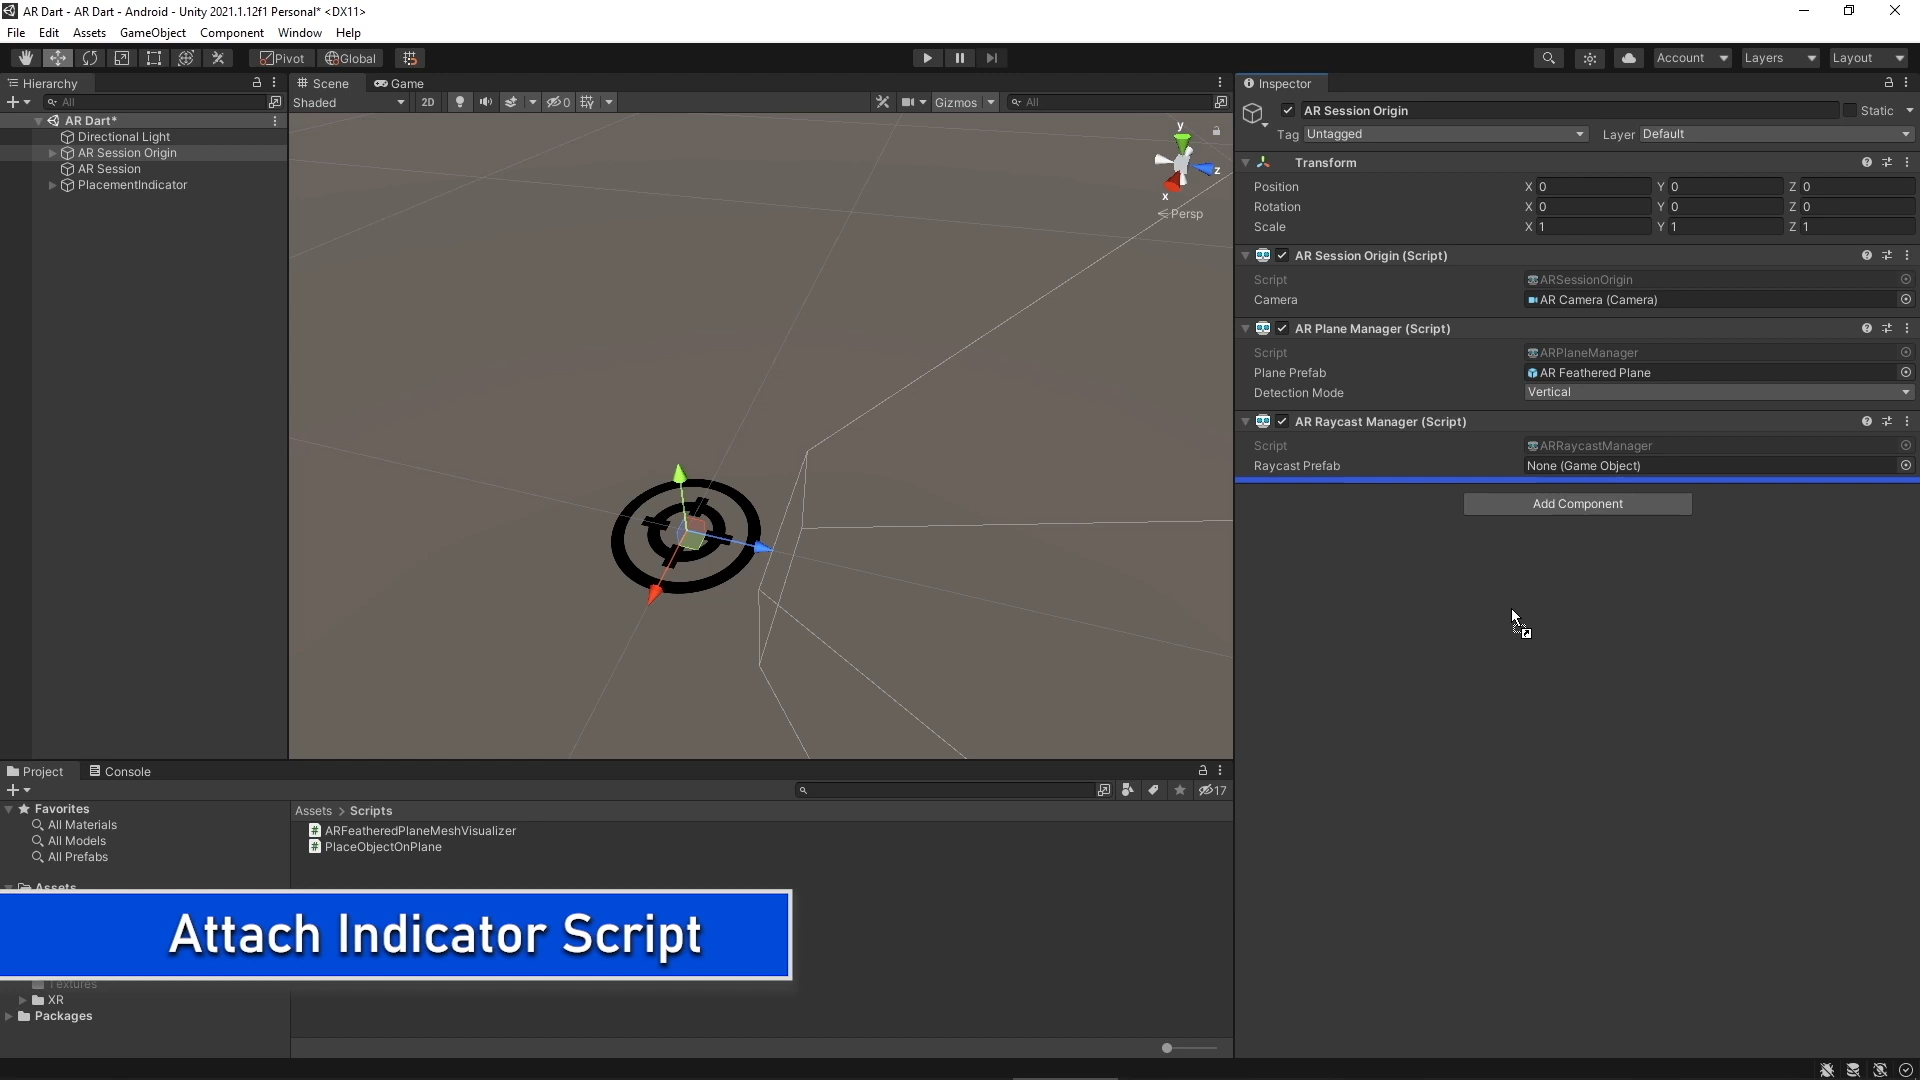 AR Dart - AR Dart - Android - Unity 2021.1.12f1 Personal* <DX11>
File Edit Assets GameObject Component Window Help
Pivot Global Account Layers Layout
Hierarchy
All
AR Dart*
Directional Light
AR Session Origin
AR Session
PlacementIndicator
Scene Game
Shaded 2D 0 Gizmos All
y
z
x
Persp
Inspector
AR Session Origin Static
Tag Untagged Layer Default
Transform
Position X 0 Y 0 Z 0
Rotation X 0 Y 0 Z 0
Scale X 1 Y 1 Z 1
AR Session Origin (Script)
Script ARSessionOrigin
Camera AR Camera (Camera)
AR Plane Manager (Script)
Script ARPlaneManager
Plane Prefab AR Feathered Plane
Detection Mode Vertical
AR Raycast Manager (Script)
Script ARRaycastManager
Raycast Prefab None (Game Object)
Add Component
Project Console
17
Favorites
All Materials
All Models
All Prefabs
Assets
Textures
XR
Packages
Assets > Scripts
ARFeatheredPlaneMeshVisualizer
PlaceObjectOnPlane
Attach Indicator Script